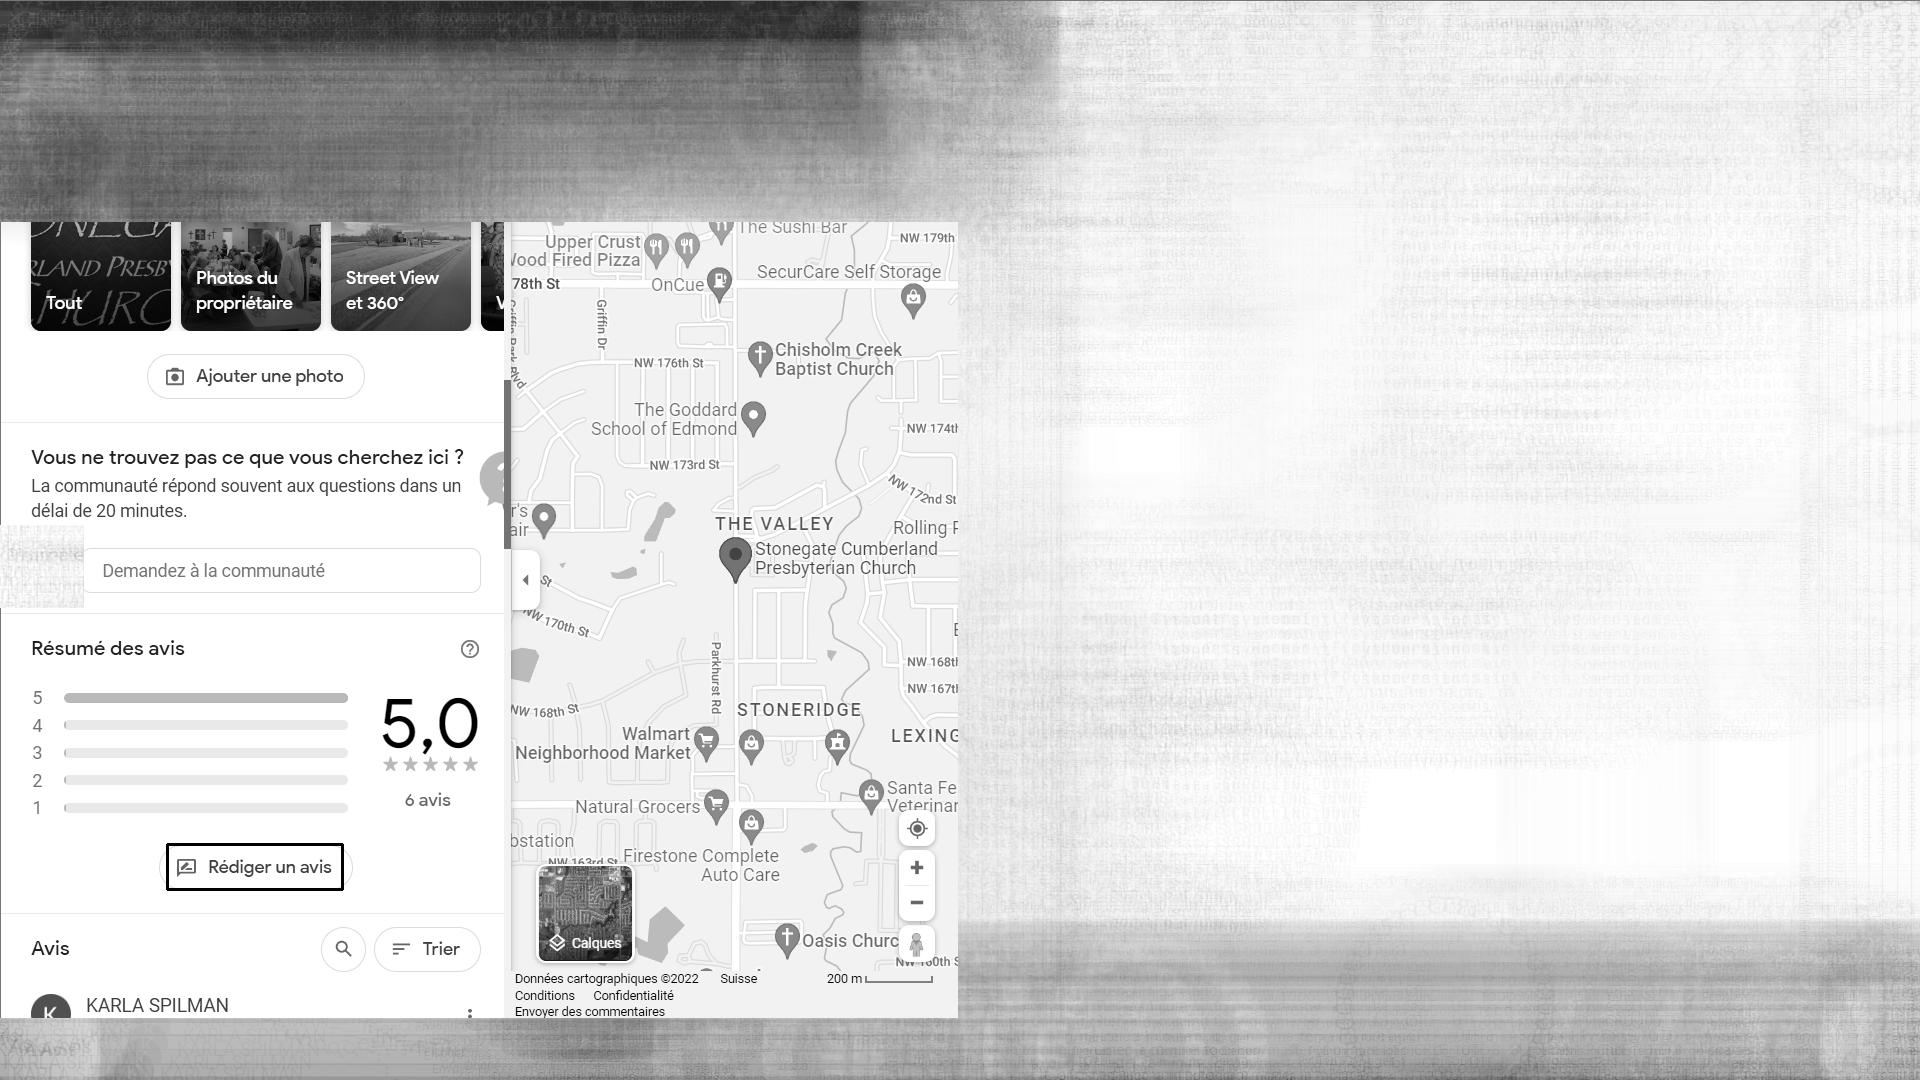 Tout
Photos du
propriétaire
Street View
et 360°
V
Ajouter une photo
Vous ne trouvez pas ce que vous cherchez ici ?
La communauté répond souvent aux questions dans un
délai de 20 minutes.
Demandez à la communauté
Résumé des avis
5
4
3
2
1
5,0
6 avis
Rédiger un avis
Avis
Trier
K
KARLA SPILMAN
The Sushi Bar
NW 179th
Upper Crust
Wood Fired Pizza
SecurCare Self Storage
78th St
OnCue
Griffin Dr
Griffin Park Blvd
Chisholm Creek
Baptist Church
NW 176th St
The Goddard
School of Edmond
NW 174th
NW 173rd St
NW 172nd St
r's
air
THE VALLEY
Rolling
Stonegate Cumberland
Presbyterian Church
St
NW 170th St
Parkhurst Rd
NW 168th
NW 167th
NW 168th St
STONERIDGE
LEXING
Walmart
Neighborhood Market
Santa Fe
Veterinar
Natural Grocers
bstation
NW 163rd St
Firestone Complete
Auto Care
Calques
Oasis Churc
NW 160th S
Données cartographiques ©2022 Suisse 200 m
Conditions Confidentialité
Envoyer des commentaires